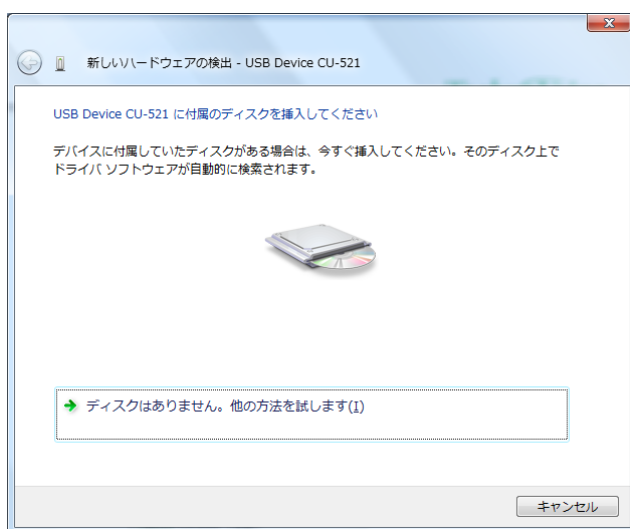 新しいハードウェアの検出 - USB Device CU-521
USB Device CU-521 に付属のディスクを挿入してください
デバイスに付属していたディスクがある場合は、今すぐ挿入してください。そのディスク上で
ドライバ ソフトウェアが自動的に検索されます。
ディスクはありません。他の方法を試します(I)
キャンセル